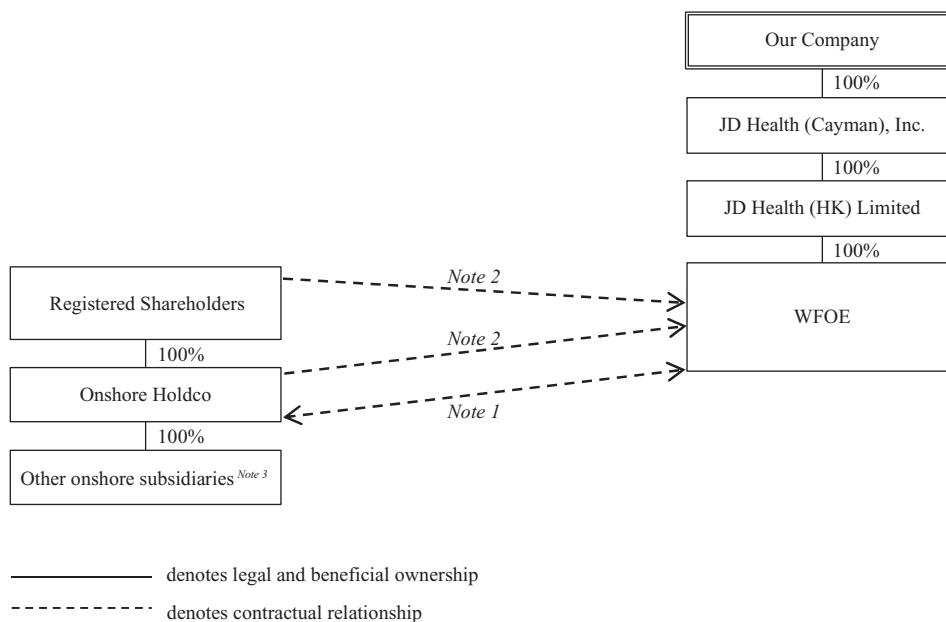 Our Company
100%
JD Health (Cayman), Inc.
100%
JD Health (HK) Limited
100%
WFOE
Registered Shareholders
100%
Onshore Holdco
100%
Other onshore subsidiaries Note 3
Note 2
Note 2
Note 1
denotes legal and beneficial ownership
denotes contractual relationship